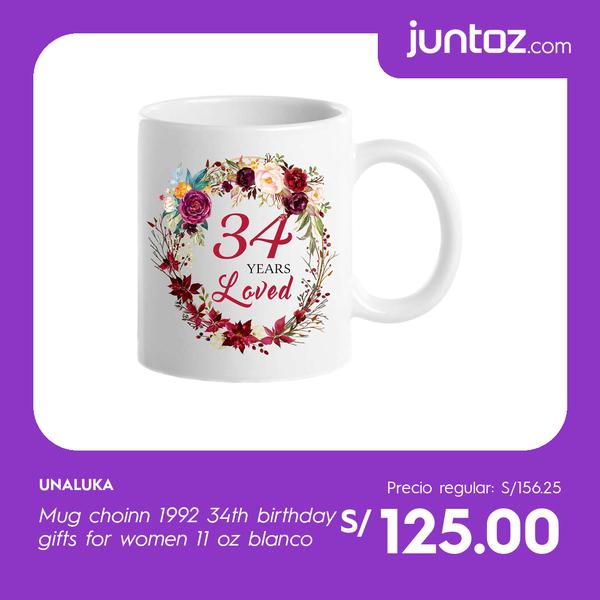 juntoz.com
34
YEARS
Loved
UNALUKA
Precio regular: S/156.25
Mug choinn 1992 34th birthday
gifts for women 11 oz blanco
S/125.00